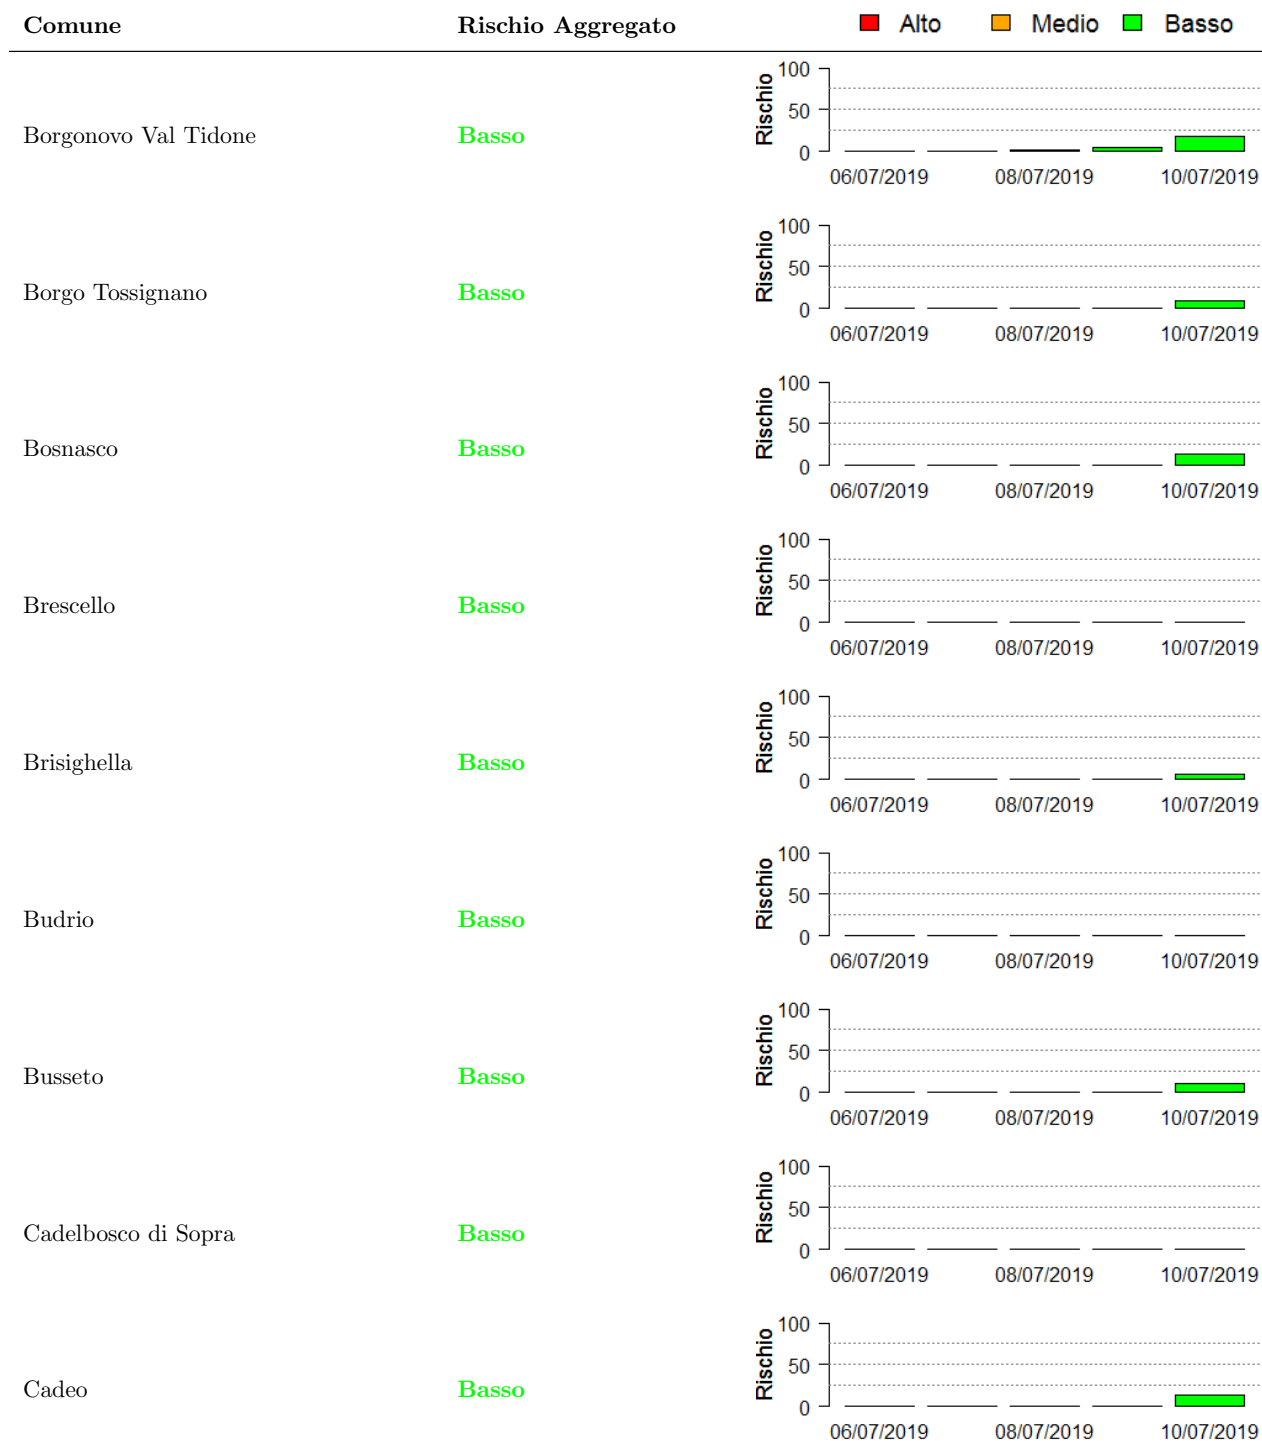 Comune Rischio Aggregato Alto Medio Basso
Borgonovo Val Tidone Basso Rischio 100 50 0
06/07/2019 08/07/2019 10/07/2019
Borgo Tossignano Basso Rischio 100 50 0
06/07/2019 08/07/2019 10/07/2019
Bosnasco Basso Rischio 100 50 0
06/07/2019 08/07/2019 10/07/2019
Brescello Basso Rischio 100 50 0
06/07/2019 08/07/2019 10/07/2019
Brisighella Basso Rischio 100 50 0
06/07/2019 08/07/2019 10/07/2019
Budrio Basso Rischio 100 50 0
06/07/2019 08/07/2019 10/07/2019
Busseto Basso Rischio 100 50 0
06/07/2019 08/07/2019 10/07/2019
Cadelbosco di Sopra Basso Rischio 100 50 0
06/07/2019 08/07/2019 10/07/2019
Cadeo Basso Rischio 100 50 0
06/07/2019 08/07/2019 10/07/2019